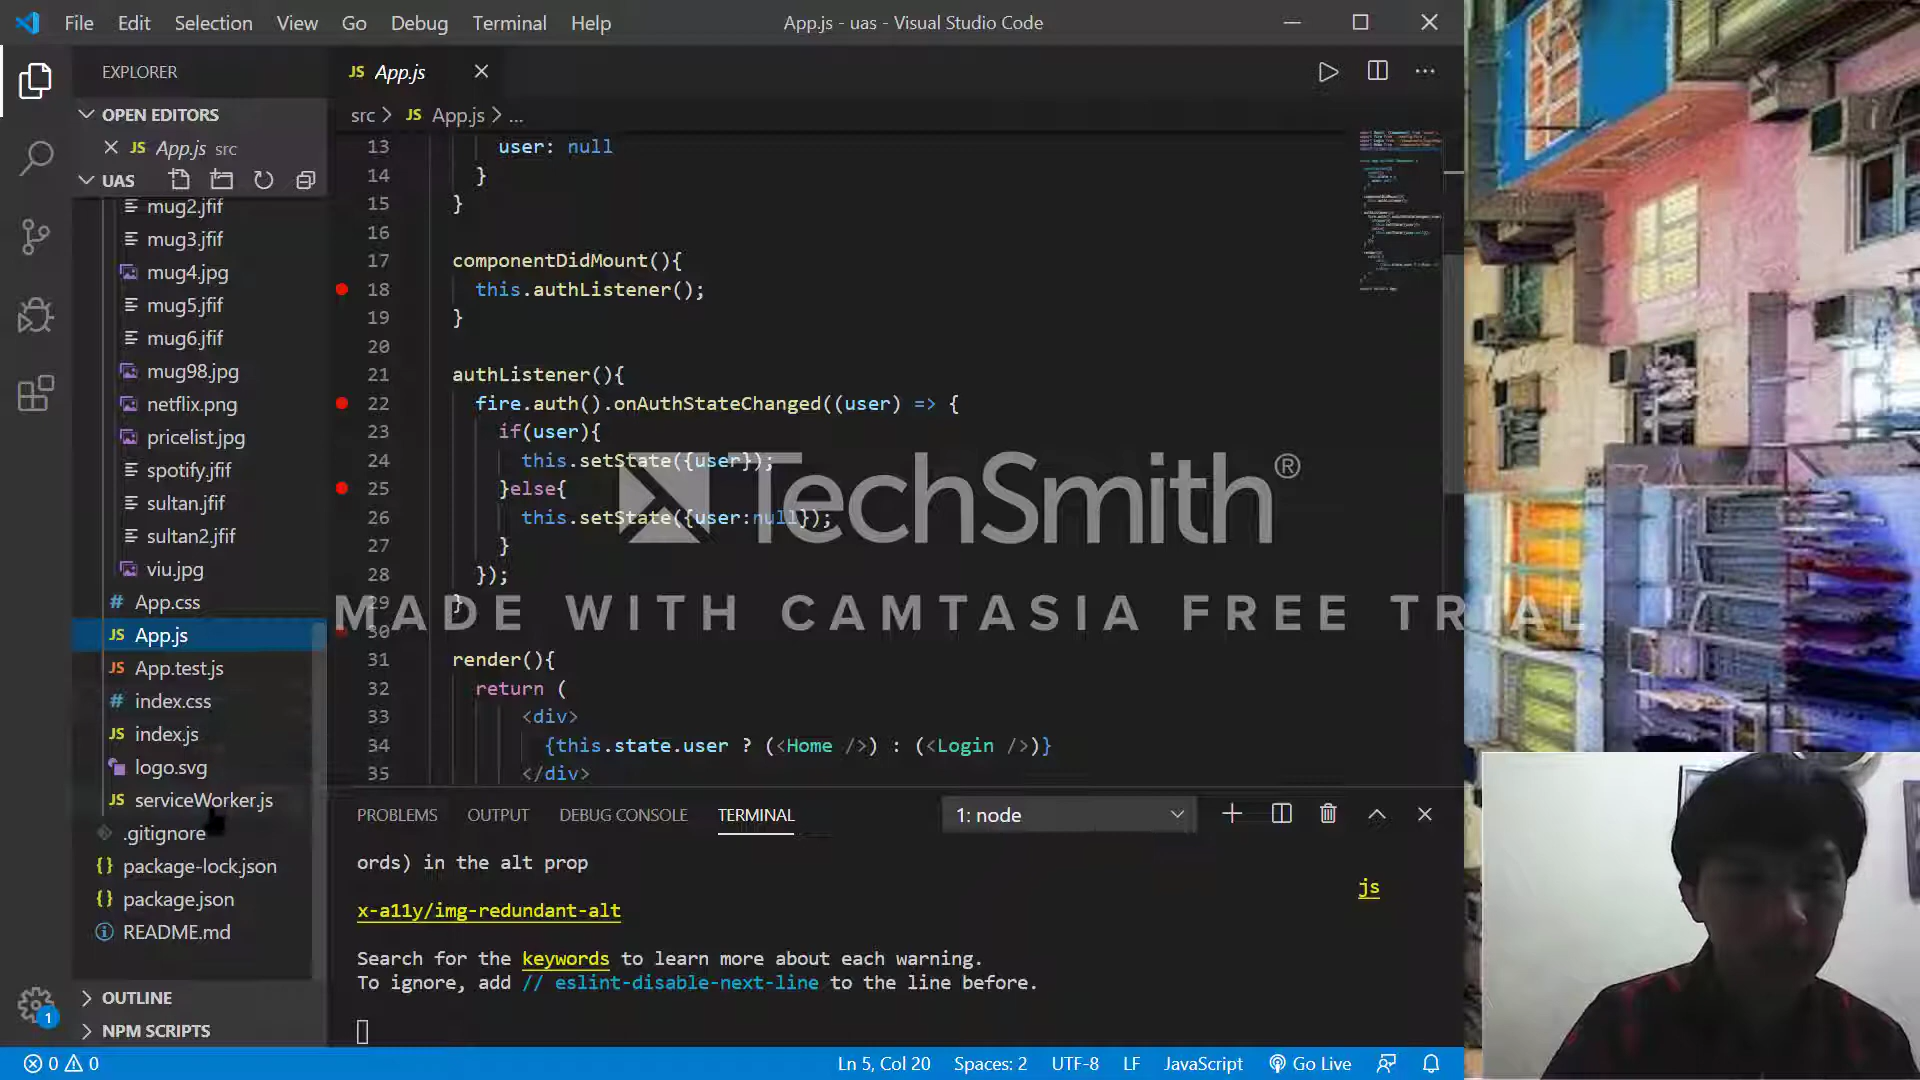 File Edit Selection View Go Debug Terminal Help
App.js - uas - Visual Studio Code
EXPLORER
OPEN EDITORS
JS App.js src
UAS
mug2.jfif
mug3.jfif
mug4.jpg
mug5.jfif
mug6.jfif
mug98.jpg
netflix.png
pricelist.jpg
spotify.jfif
sultan.jfif
sultan2.jfif
viu.jpg
# App.css
JS App.js
JS App.test.js
# index.css
JS index.js
logo.svg
JS serviceWorker.js
.gitignore
{} package-lock.json
{} package.json
README.md
OUTLINE
NPM SCRIPTS
1
JS App.js
src > JS App.js > ...
13 user: null
14 }
15 }
16
17 componentDidMount(){
18 this.authListener();
19 }
20
21 authListener(){
22 fire.auth().onAuthStateChanged((user) => {
23 if(user){
24 this.setState({user});
25 }else{
26 this.setState({user:null});
27 }
28 });
29 }
30
31 render(){
32 return (
33 <div>
34 {this.state.user ? (<Home />) : (<Login />)}
35 </div>
TechSmith®
MADE WITH CAMTASIA FREE TRIAL
PROBLEMS OUTPUT DEBUG CONSOLE TERMINAL
1: node
ords) in the alt prop
js
x-a11y/img-redundant-alt
Search for the keywords to learn more about each warning.
To ignore, add // eslint-disable-next-line to the line before.
0 0
Ln 5, Col 20 Spaces: 2 UTF-8 LF JavaScript Go Live